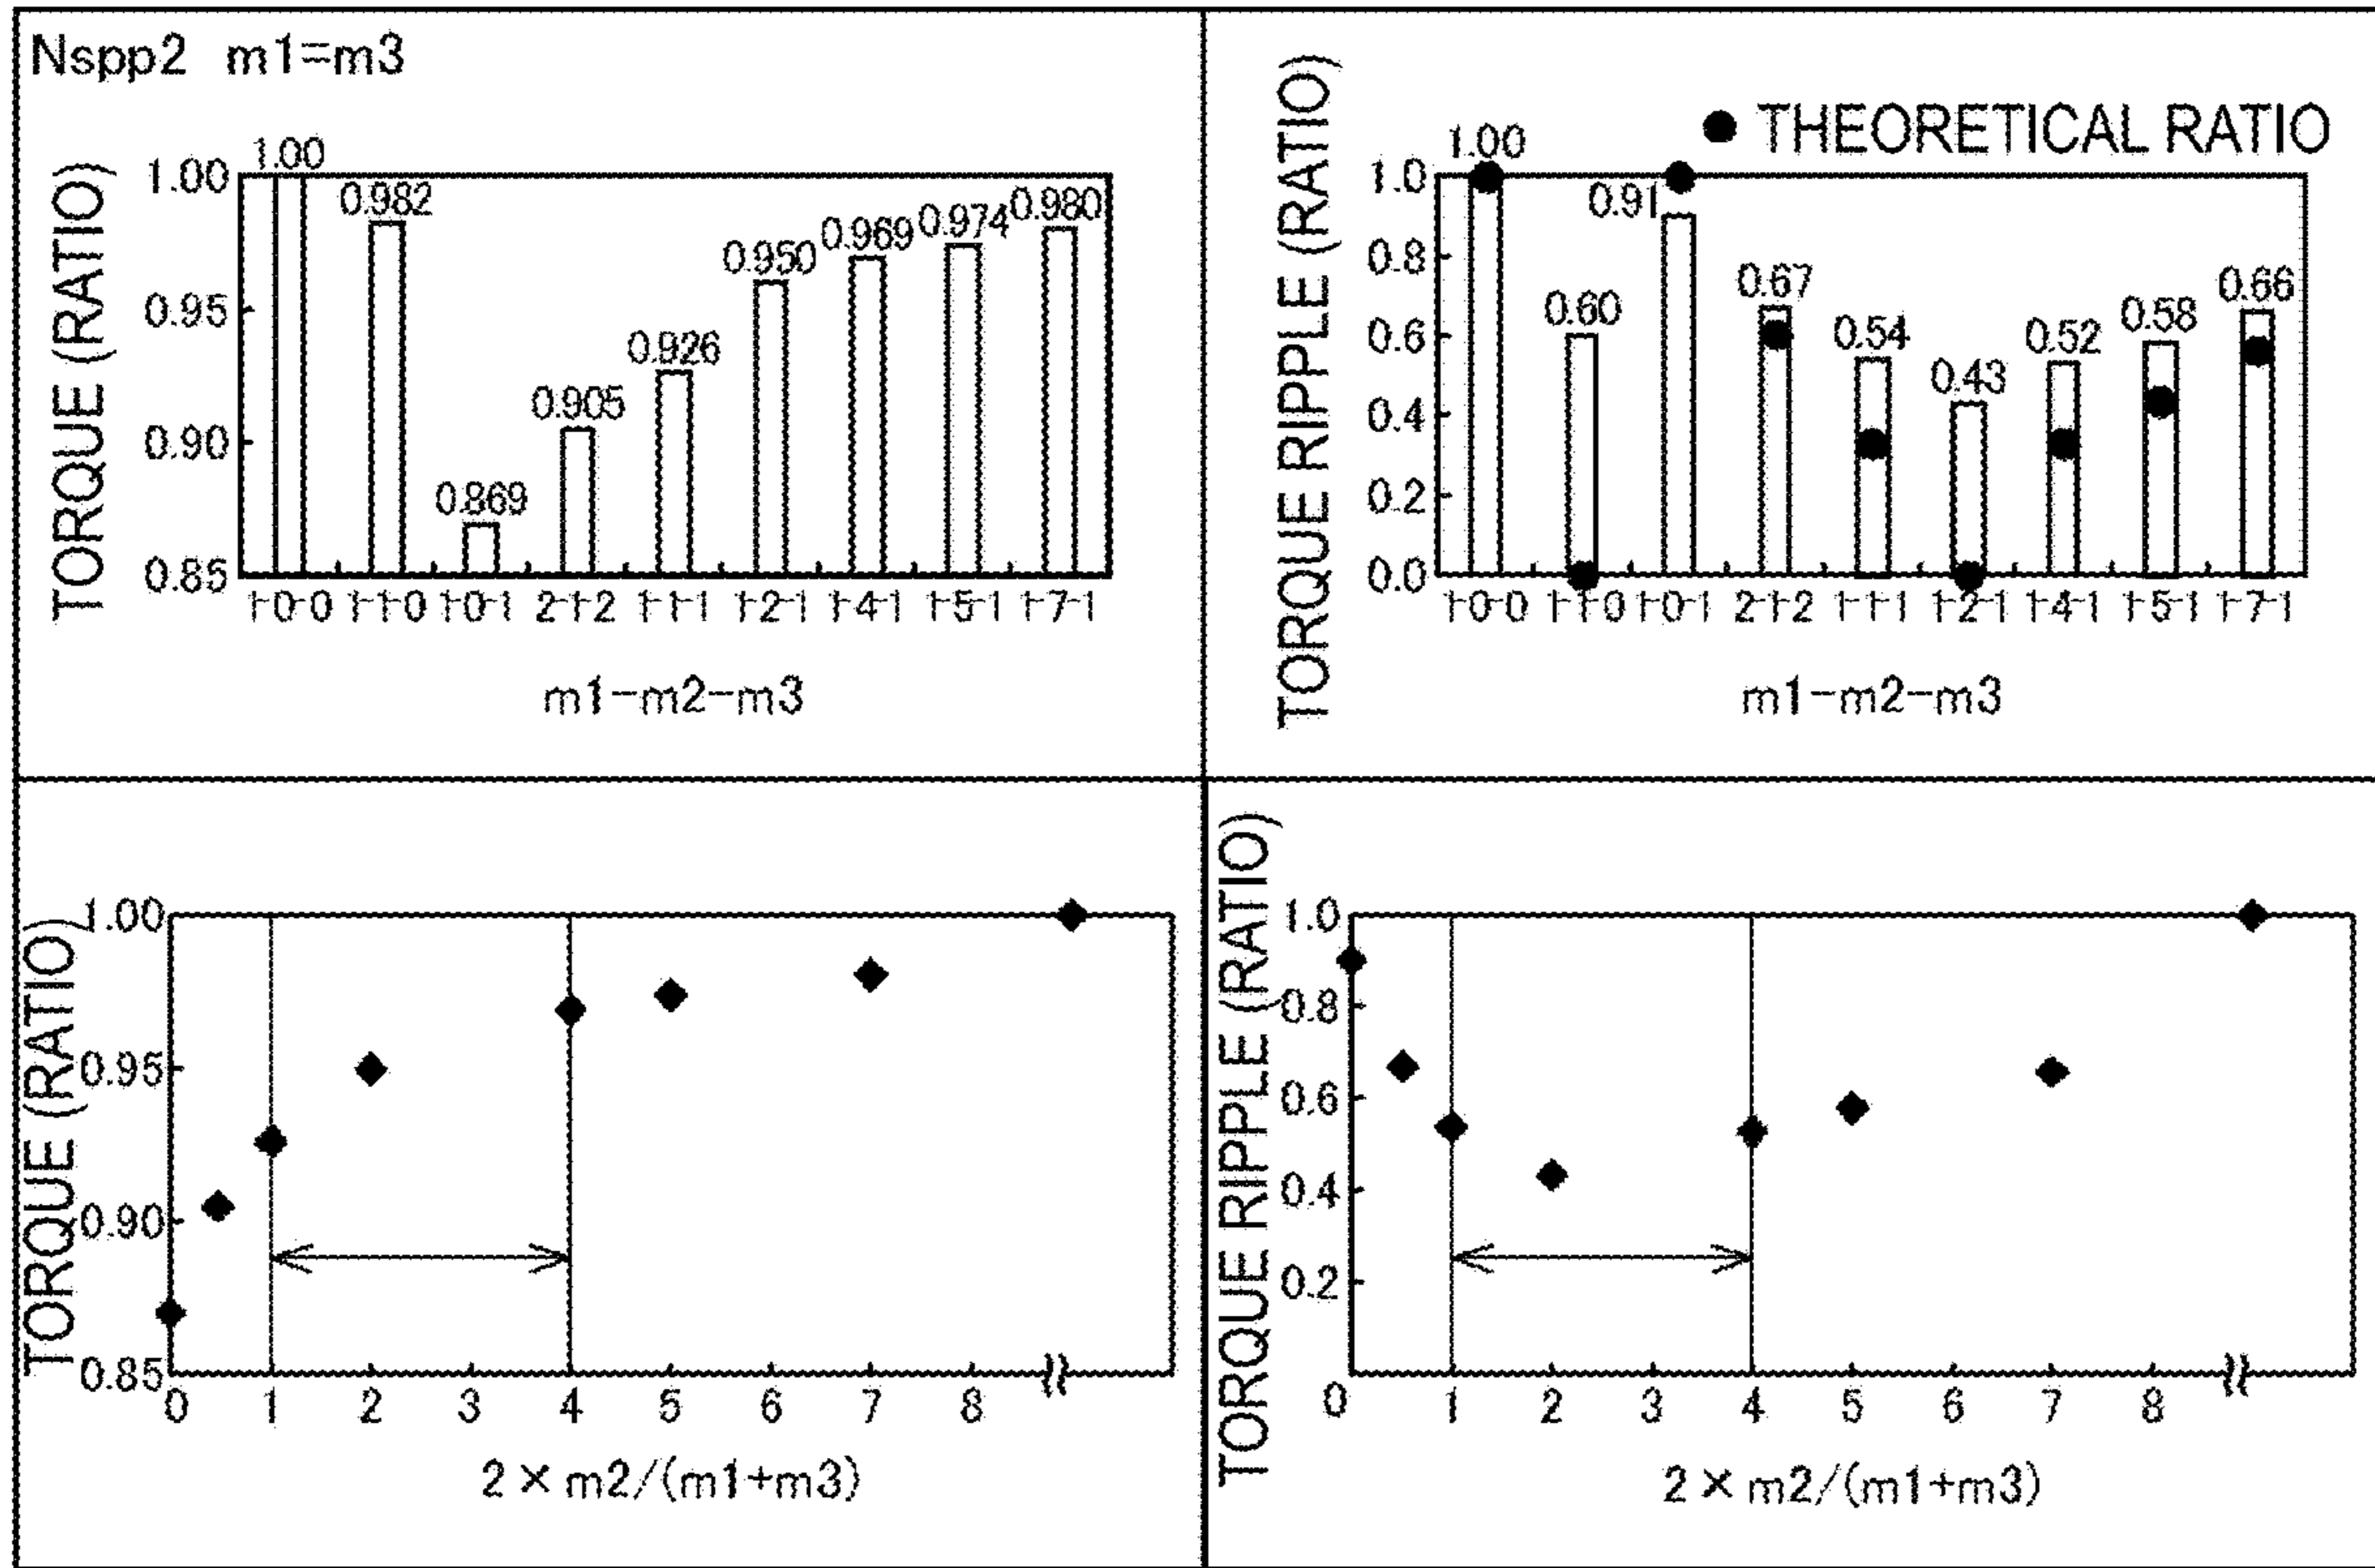 Nspp2 m1=m3
TORQUE (RATIO)
1.00
0.95
0.90
0.85
1.00
0.982
0.869
0.905
0.926
0.950
0.969
0.974
0.980
1-0-0 1-1-0 1-0-1 2-1-2 1-1-1 1-2-1 1-4-1 1-5-1 1-7-1
m1-m2-m3
TORQUE RIPPLE (RATIO)
● THEORETICAL RATIO
1.0
0.8
0.6
0.4
0.2
0.0
1.00
0.60
0.91
0.67
0.54
0.43
0.52
0.58
0.66
1-0-0 1-1-0 1-0-1 2-1-2 1-1-1 1-2-1 1-4-1 1-5-1 1-7-1
m1-m2-m3
TORQUE (RATIO)
1.00
0.95
0.90
0.85
0 1 2 3 4 5 6 7 8
2×m2/(m1+m3)
TORQUE RIPPLE (RATIO)
1.0
0.8
0.6
0.4
0.2
0 1 2 3 4 5 6 7 8
2×m2/(m1+m3)